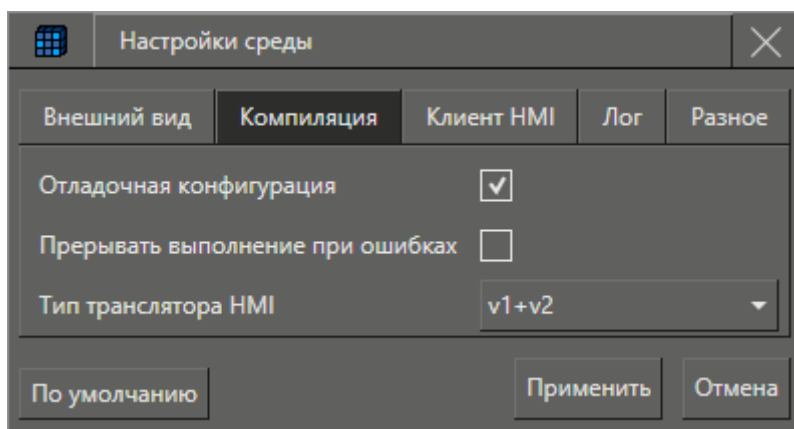 Настройки среды
Внешний вид Компиляция Клиент HMI Лог Разное
Отладочная конфигурация
Прерывать выполнение при ошибках
Тип транслятора HMI v1+v2
По умолчанию Применить Отмена